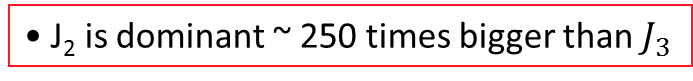 • J₂ is dominant ~ 250 times bigger than J₃